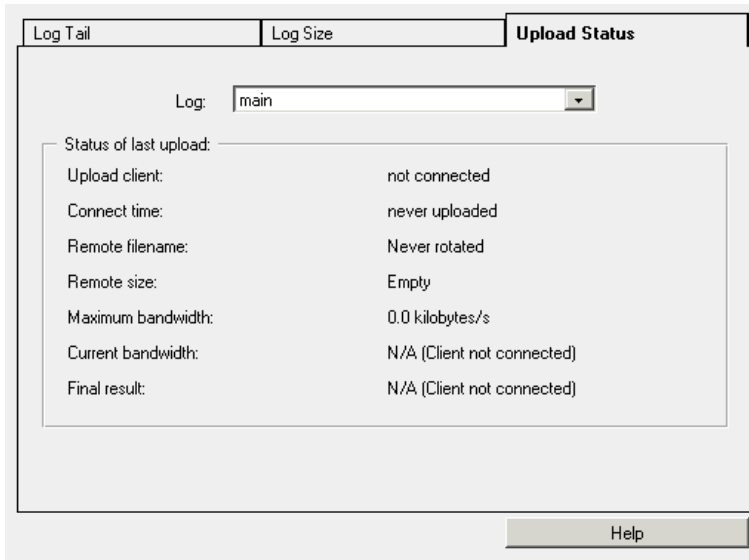 Log Tail Log Size Upload Status
Log: main
Status of last upload:
Upload client: not connected
Connect time: never uploaded
Remote filename: Never rotated
Remote size: Empty
Maximum bandwidth: 0.0 kilobytes/s
Current bandwidth: N/A (Client not connected)
Final result: N/A (Client not connected)
Help